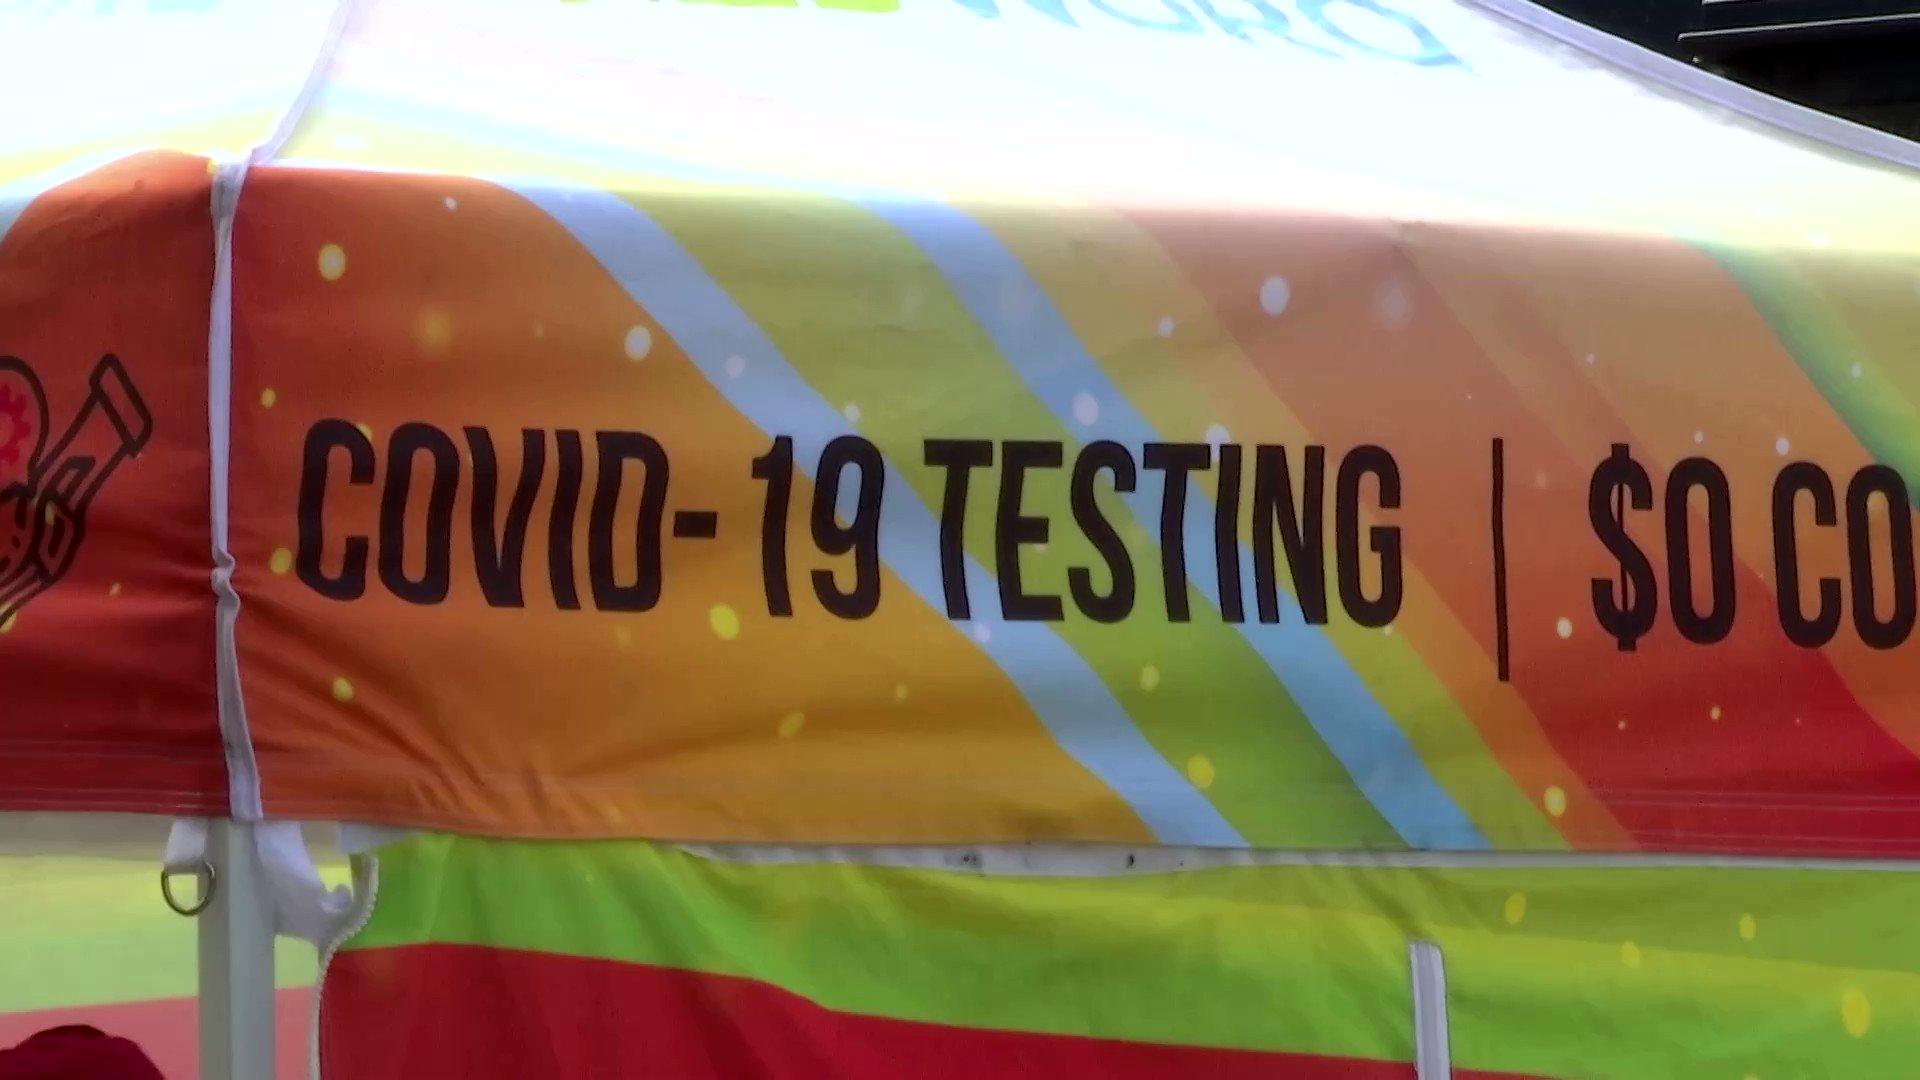 COVID-19 TESTING | $0 CO